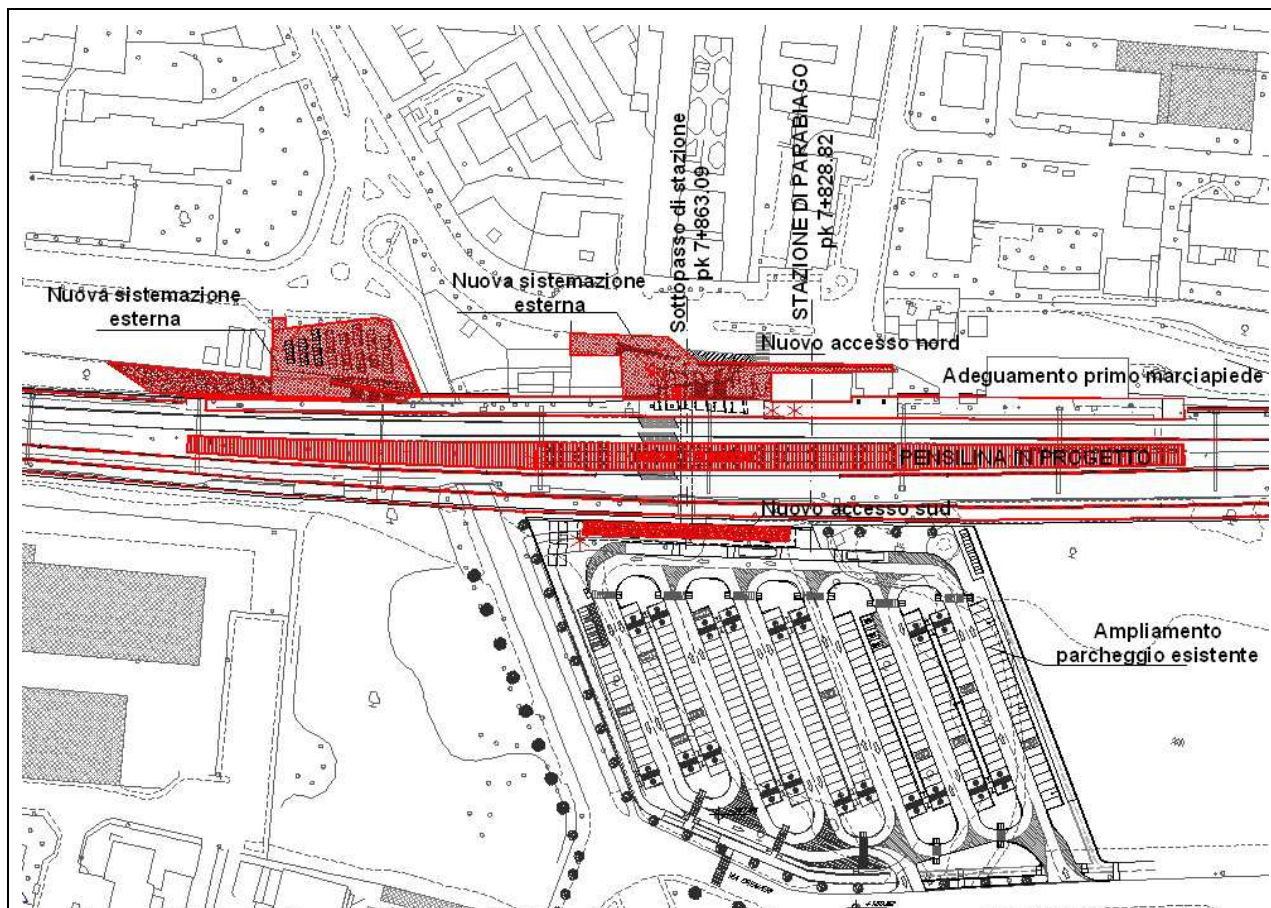 Sottopasso di stazione
pk 7+863.09
STAZIONE DI PARABIAGO
pk 7+828.82
Nuova sistemazione
esterna
Nuova sistemazione
esterna
Nuovo accesso nord
Adeguamento primo marciapiede
PENSILINA IN PROGETTO
Nuovo accesso sud
Ampliamento
parcheggio esistente